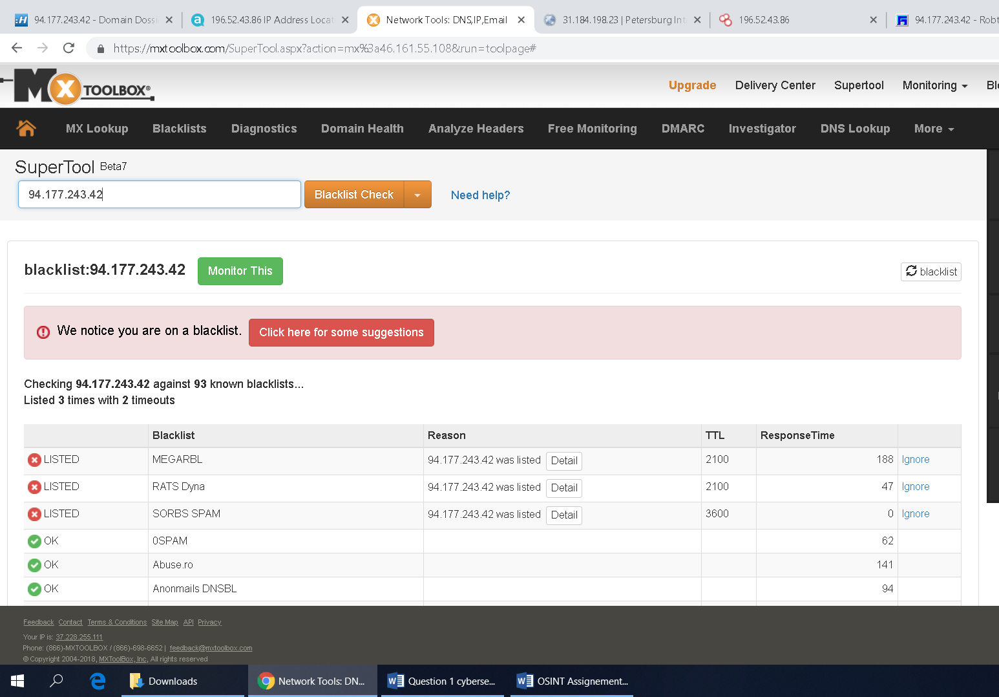 94.177.243.42 - Domain Doss
196.52.43.86 IP Address Locat
Network Tools: DNS,IP,Email
31.184.198.23 | Petersburg Int
196.52.43.86
94.177.243.42 - Robt
https://mxtoolbox.com/SuperTool.aspx?action=mx%3a46.161.55.108&run=toolpage#
MX TOOLBOX®
Upgrade Delivery Center Supertool Monitoring Bl
MX Lookup Blacklists Diagnostics Domain Health Analyze Headers Free Monitoring DMARC Investigator DNS Lookup More
SuperTool Beta7
94.177.243.42 Blacklist Check Need help?
blacklist:94.177.243.42 Monitor This blacklist
We notice you are on a blacklist. Click here for some suggestions
Checking 94.177.243.42 against 93 known blacklists...
Listed 3 times with 2 timeouts
Blacklist Reason TTL ResponseTime
LISTED MEGARBL 94.177.243.42 was listed Detail 2100 188 Ignore
LISTED RATS Dyna 94.177.243.42 was listed Detail 2100 47 Ignore
LISTED SORBS SPAM 94.177.243.42 was listed Detail 3600 0 Ignore
OK 0SPAM 62
OK Abuse.ro 141
OK Anonmails DNSBL 94
Feedback Contact Terms & Conditions Site Map API Privacy
Your IP is: 37.228.255.111
Phone: (866)-MXTOOLBOX / (866)-698-6652 | feedback@mxtoolbox.com
© Copyright 2004-2018, MXToolBox, Inc, All rights reserved
Downloads Network Tools: DN... Question 1 cyberse... OSINT Assignement...